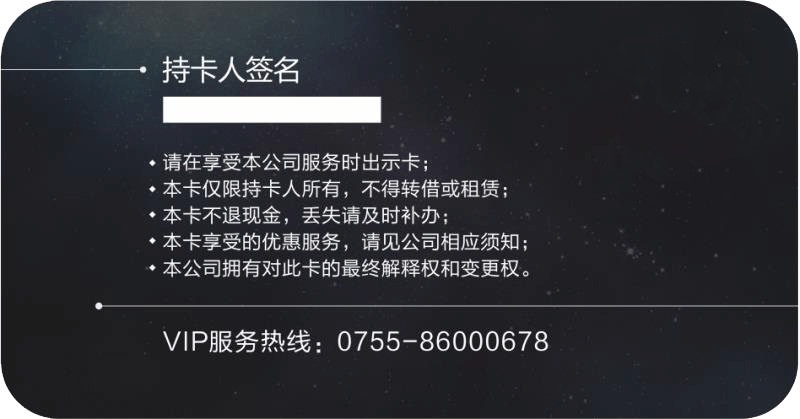 持卡人签名
◆ 请在享受本公司服务时出示卡；
◆ 本卡仅限持卡人所有，不得转借或租赁；
◆ 本卡不退现金，丢失请及时补办；
◆ 本卡享受的优惠服务，请见公司相应须知；
◆ 本公司拥有对此卡的最终解释权和变更权。
VIP服务热线：0755-86000678